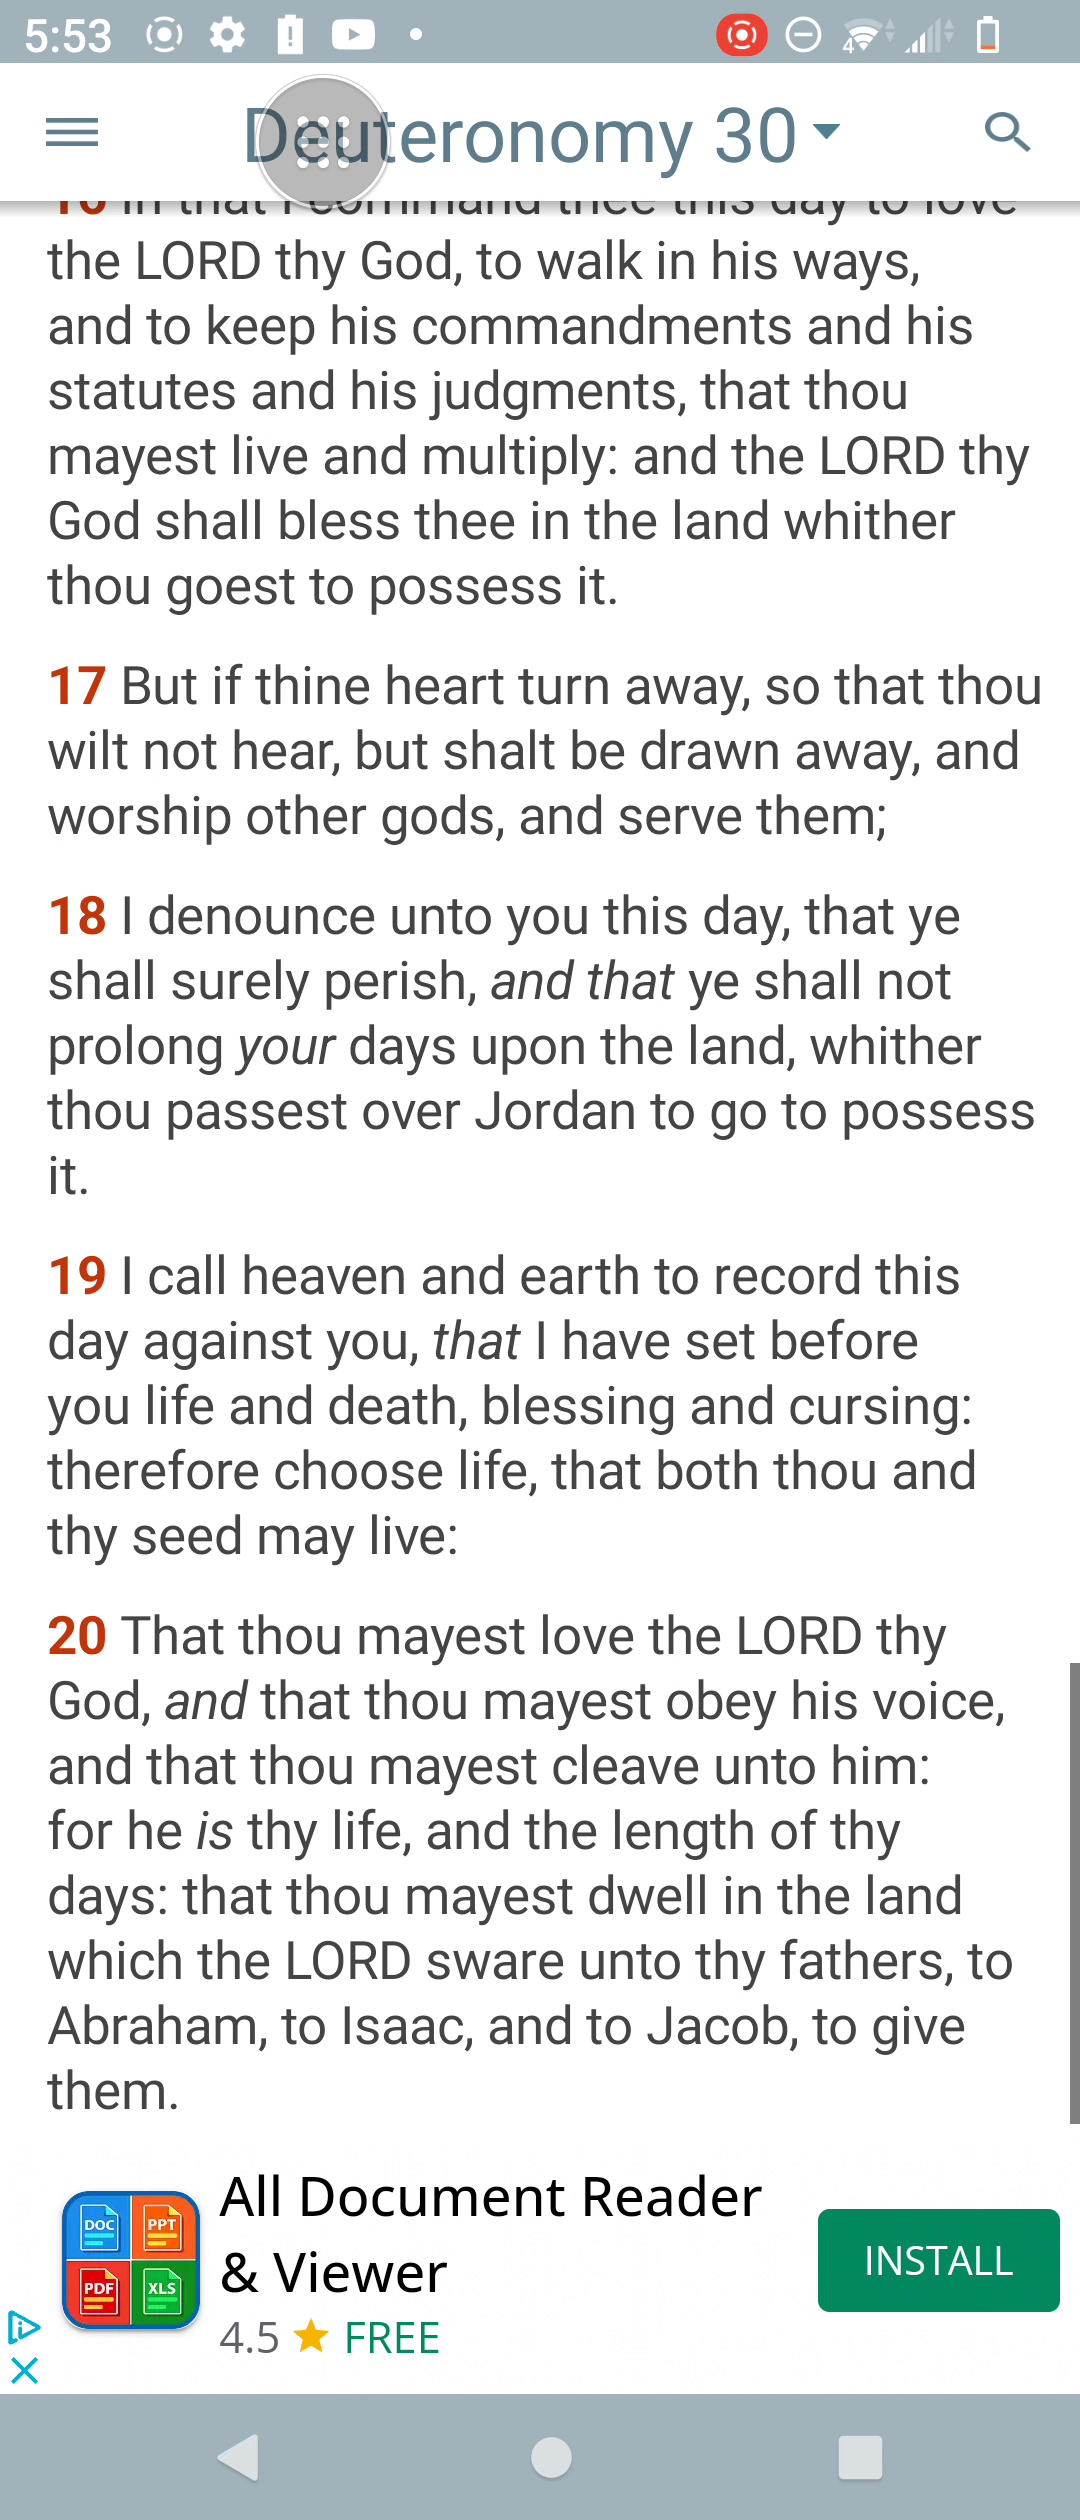 5:53
4
Deuteronomy 30
16 In that I command thee this day to love
the LORD thy God, to walk in his ways,
and to keep his commandments and his
statutes and his judgments, that thou
mayest live and multiply: and the LORD thy
God shall bless thee in the land whither
thou goest to possess it.
17 But if thine heart turn away, so that thou
wilt not hear, but shalt be drawn away, and
worship other gods, and serve them;
18 I denounce unto you this day, that ye
shall surely perish, and that ye shall not
prolong your days upon the land, whither
thou passest over Jordan to go to possess
it.
19 I call heaven and earth to record this
day against you, that I have set before
you life and death, blessing and cursing:
therefore choose life, that both thou and
thy seed may live:
20 That thou mayest love the LORD thy
God, and that thou mayest obey his voice,
and that thou mayest cleave unto him:
for he is thy life, and the length of thy
days: that thou mayest dwell in the land
which the LORD sware unto thy fathers, to
Abraham, to Isaac, and to Jacob, to give
them.
DOC PPT
PDF XLS
All Document Reader
& Viewer
4.5 FREE
INSTALL